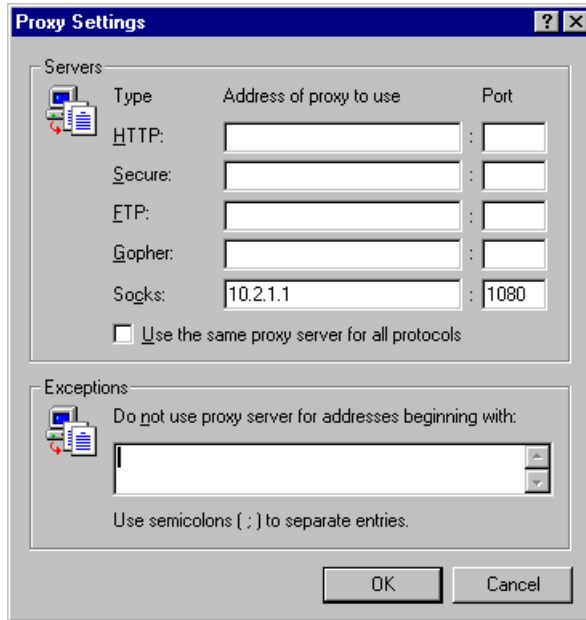 Proxy Settings
Servers
Type Address of proxy to use Port
HTTP: :
Secure: :
FTP: :
Gopher: :
Socks: 10.2.1.1 : 1080
Use the same proxy server for all protocols
Exceptions
Do not use proxy server for addresses beginning with:
Use semicolons ( ; ) to separate entries.
OK Cancel